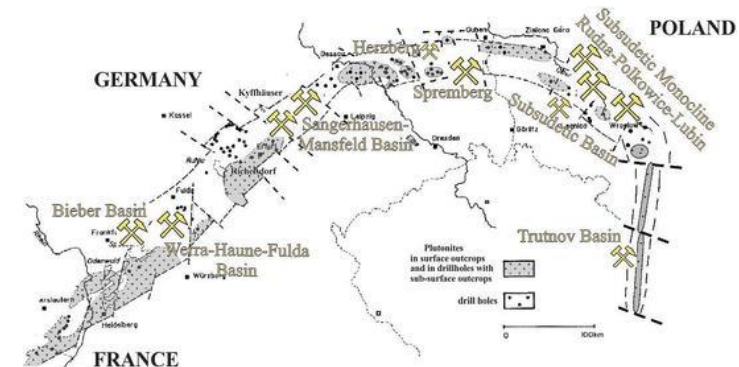 POLAND
Subsudetic Monocline
Rudna-Polkowice-Lubin
Zielona Góra
Guben
Herzberg
Dessau
GERMANY
Spremberg
Kyffhäuser
Subsudetic Basin
Leipzig
Kassel
Sangerhausen-
Mansfeld Basin
Wrocław
Görlitz
Dresden
Erfurt
Ruhla
Richelsdorf
Fulda
Bieber Basin
Werra-Haune-Fulda
Basin
Trutnov Basin
Odenwald
Würzburg
Plutonites
in surface outcrops
and in drillholes with
sub-surface outcrops
drill holes
Heidelberg
0
100km
FRANCE